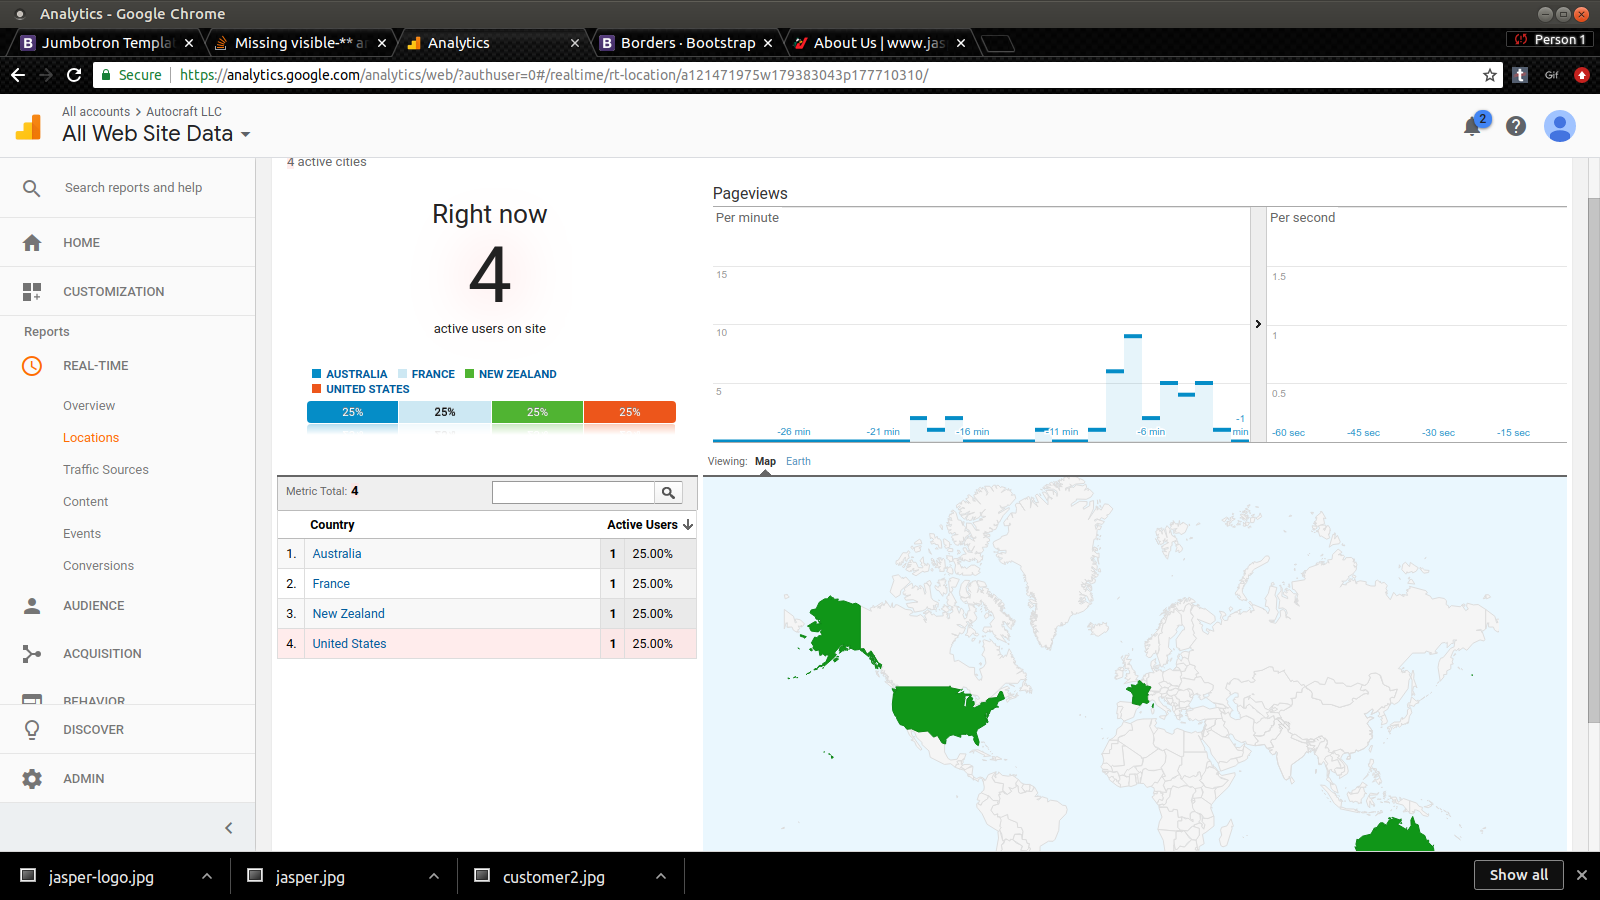 Analytics - Google Chrome
Jumbotron Templa
Missing visible-** a
Analytics
Borders · Bootstrap
About Us | www.jas
Person 1
Secure
https://analytics.google.com/analytics/web/?authuser=0#/realtime/rt-location/a121471975w179383043p177710310/
Gif
All accounts > Autocraft LLC
All Web Site Data
2
4 active cities
Search reports and help
HOME
CUSTOMIZATION
Reports
REAL-TIME
Overview
Locations
Traffic Sources
Content
Events
Conversions
AUDIENCE
ACQUISITION
BEHAVIOR
DISCOVER
ADMIN
Right now
4
active users on site
AUSTRALIA FRANCE NEW ZEALAND
UNITED STATES
25% 25% 25% 25%
Pageviews
Per minute
15
10
5
-26 min -21 min -16 min -11 min -6 min -1 min
Per second
1.5
1
0.5
-60 sec -45 sec -30 sec -15 sec
Viewing: Map Earth
Metric Total: 4
Country Active Users
1. Australia 1 25.00%
2. France 1 25.00%
3. New Zealand 1 25.00%
4. United States 1 25.00%
jasper-logo.jpg
jasper.jpg
customer2.jpg
Show all